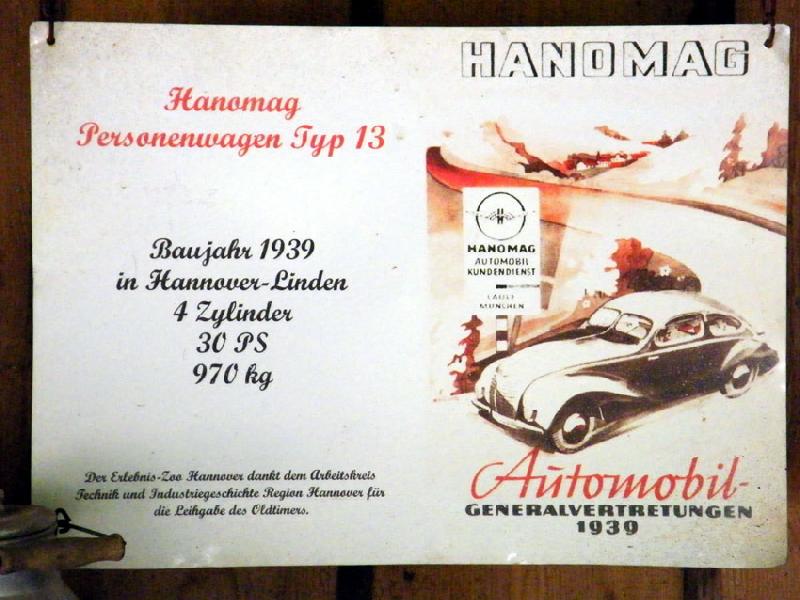 Hanomag
Personenwagen Typ 13
Baujahr 1939
in Hannover-Linden
4 Zylinder
30 PS
970 kg
Der Erlebnis-Zoo Hannover dankt dem Arbeitskreis
Technik und Industriegeschichte Region Hannover für
die Leihgabe des Oldtimers.
HANOMAG
HANOMAG
AUTOMOBIL
KUNDENDIENST
MÜNCHEN
Automobil-
GENERALVERTRETUNGEN
1939